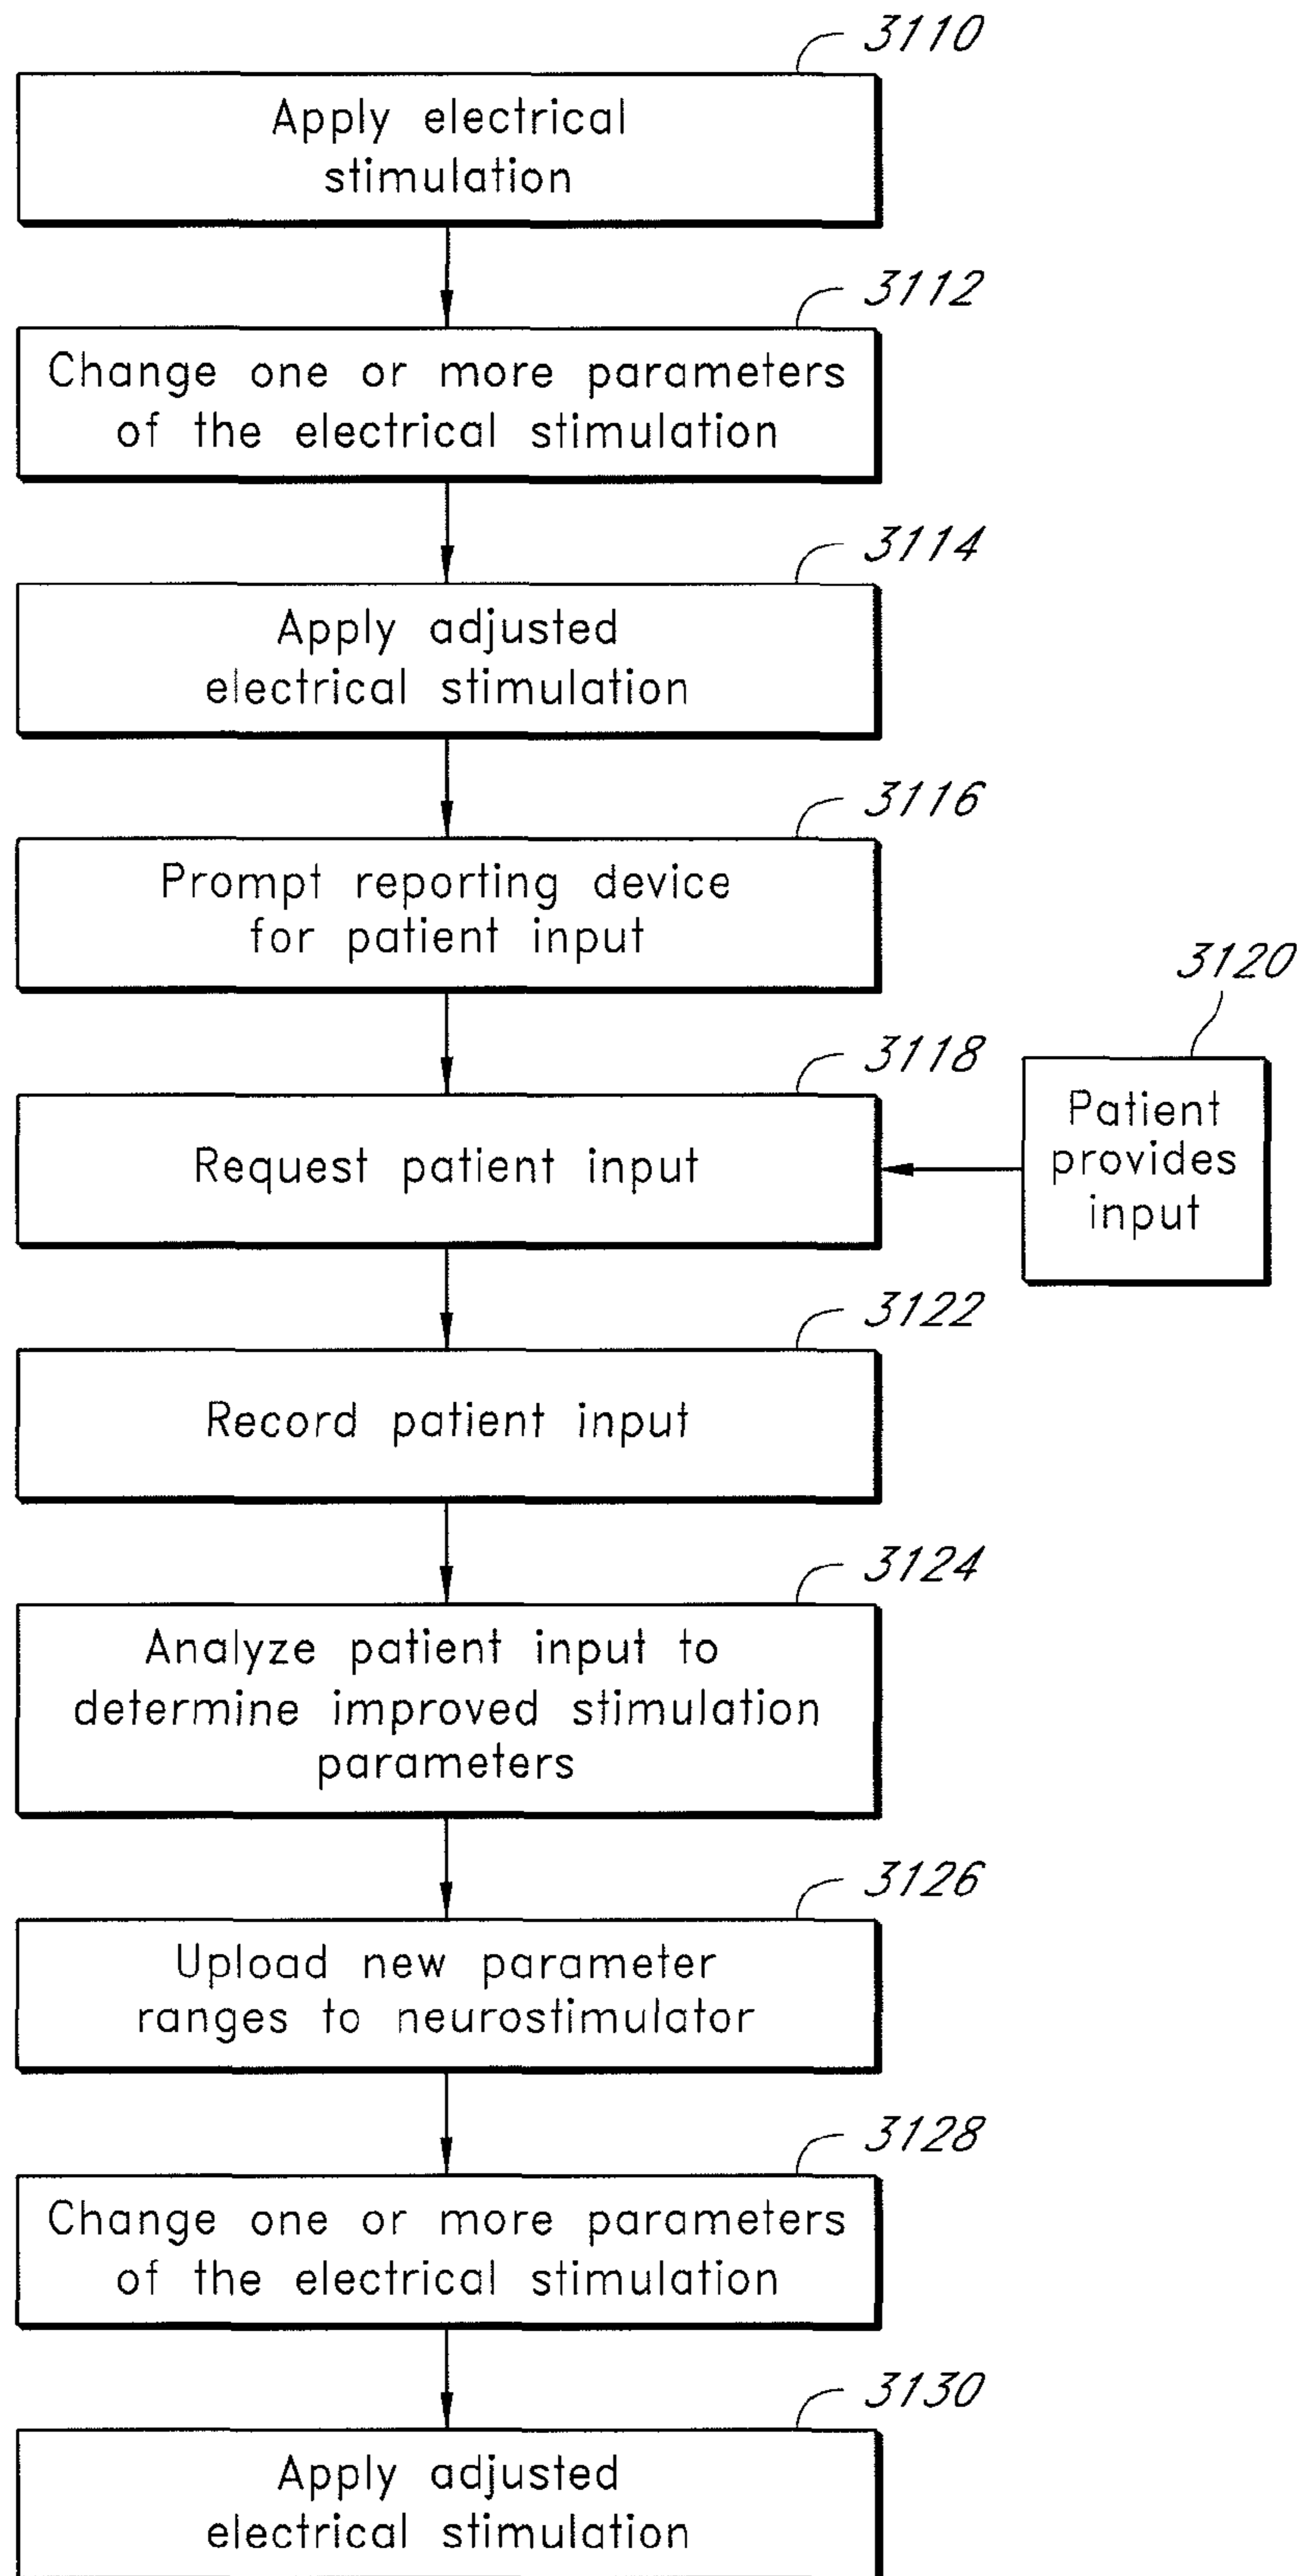 3110
Apply electrical
stimulation
3112
Change one or more parameters
of the electrical stimulation
3114
Apply adjusted
electrical stimulation
3116
Prompt reporting device
for patient input
3118
Request patient input
3120
Patient
provides
input
3122
Record patient input
3124
Analyze patient input to
determine improved stimulation
parameters
3126
Upload new parameter
ranges to neurostimulator
3128
Change one or more parameters
of the electrical stimulation
3130
Apply adjusted
electrical stimulation